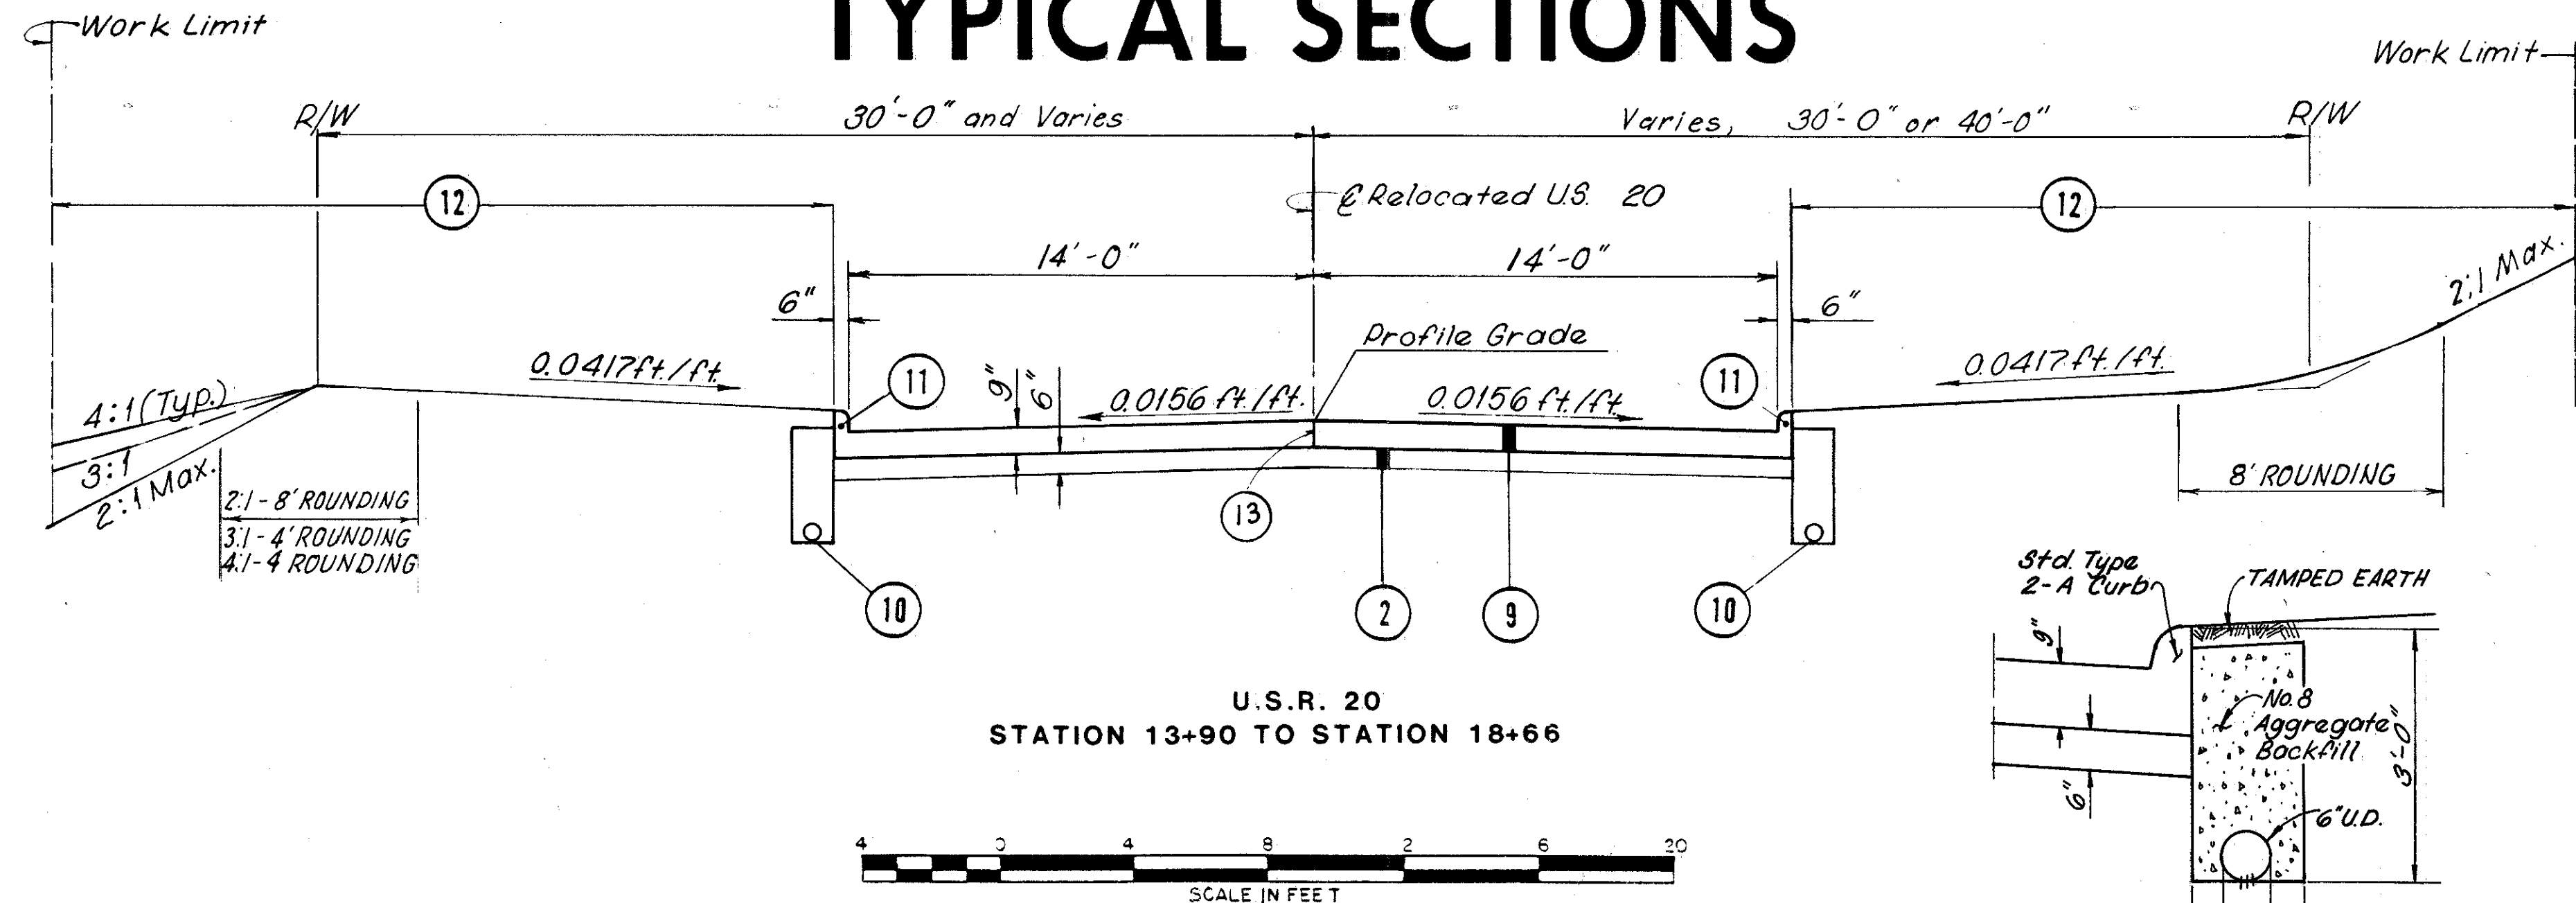 TYPICAL SECTIONS
Work Limit
Work Limit
R/W
30'-0" and Varies
Varies, 30'-0" or 40'-0"
R/W
12
℄ Relocated U.S. 20
12
14'-0"
14'-0"
2:1 Max.
6"
6"
Profile Grade
0.0417 ft./ft.
11
9"
6"
0.0156 ft./ft.
0.0156 ft./ft.
11
0.0417 ft./ft.
4:1 (Typ.)
3:1
2:1 Max.
2:1 - 8' ROUNDING
3:1 - 4' ROUNDING
4:1 - 4 ROUNDING
13
8' ROUNDING
10
2
9
10
Std. Type
2-A Curb
TAMPED EARTH
9"
No. 8
Aggregate
Backfill
3'-0"
6"
6" U.D.
U.S.R. 20
STATION 13+90 TO STATION 18+66
4 0 4 8 2 6 20
SCALE IN FEET